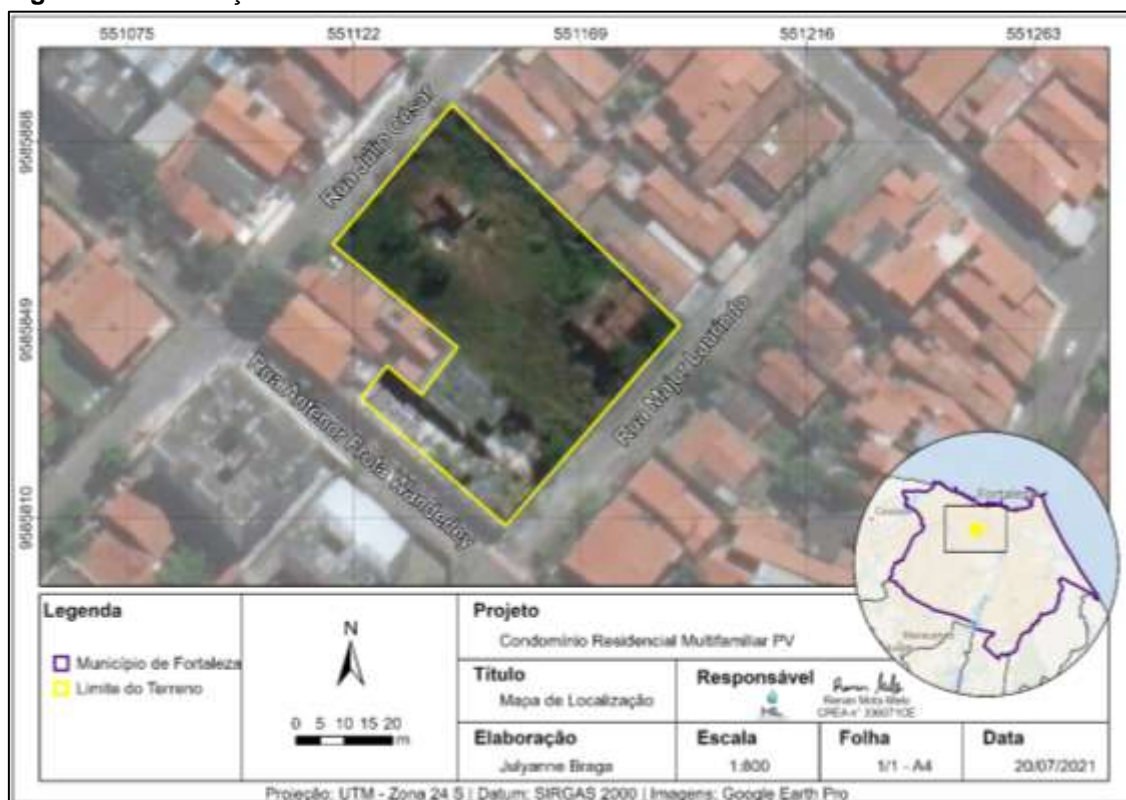 551075 551122 551169 551216 551263
9585888
9585849
9585810
Rua Júlio César
Rua Major Laurindo
Rua Antenor Frota Wanderley
Fortaleza
Legenda
Município de Fortaleza
Limite do Terreno
N
0 5 10 15 20
m
Projeto
Condomínio Residencial Multifamiliar PV
Título
Mapa de Localização
Responsável
Renan Mota Melo
Elaboração
Julyanne Braga
Escala
1:800
Folha
1/1 - A4
Data
20/07/2021
Projeção: UTM - Zona 24 S | Datum: SIRGAS 2000 | Imagens: Google Earth Pro